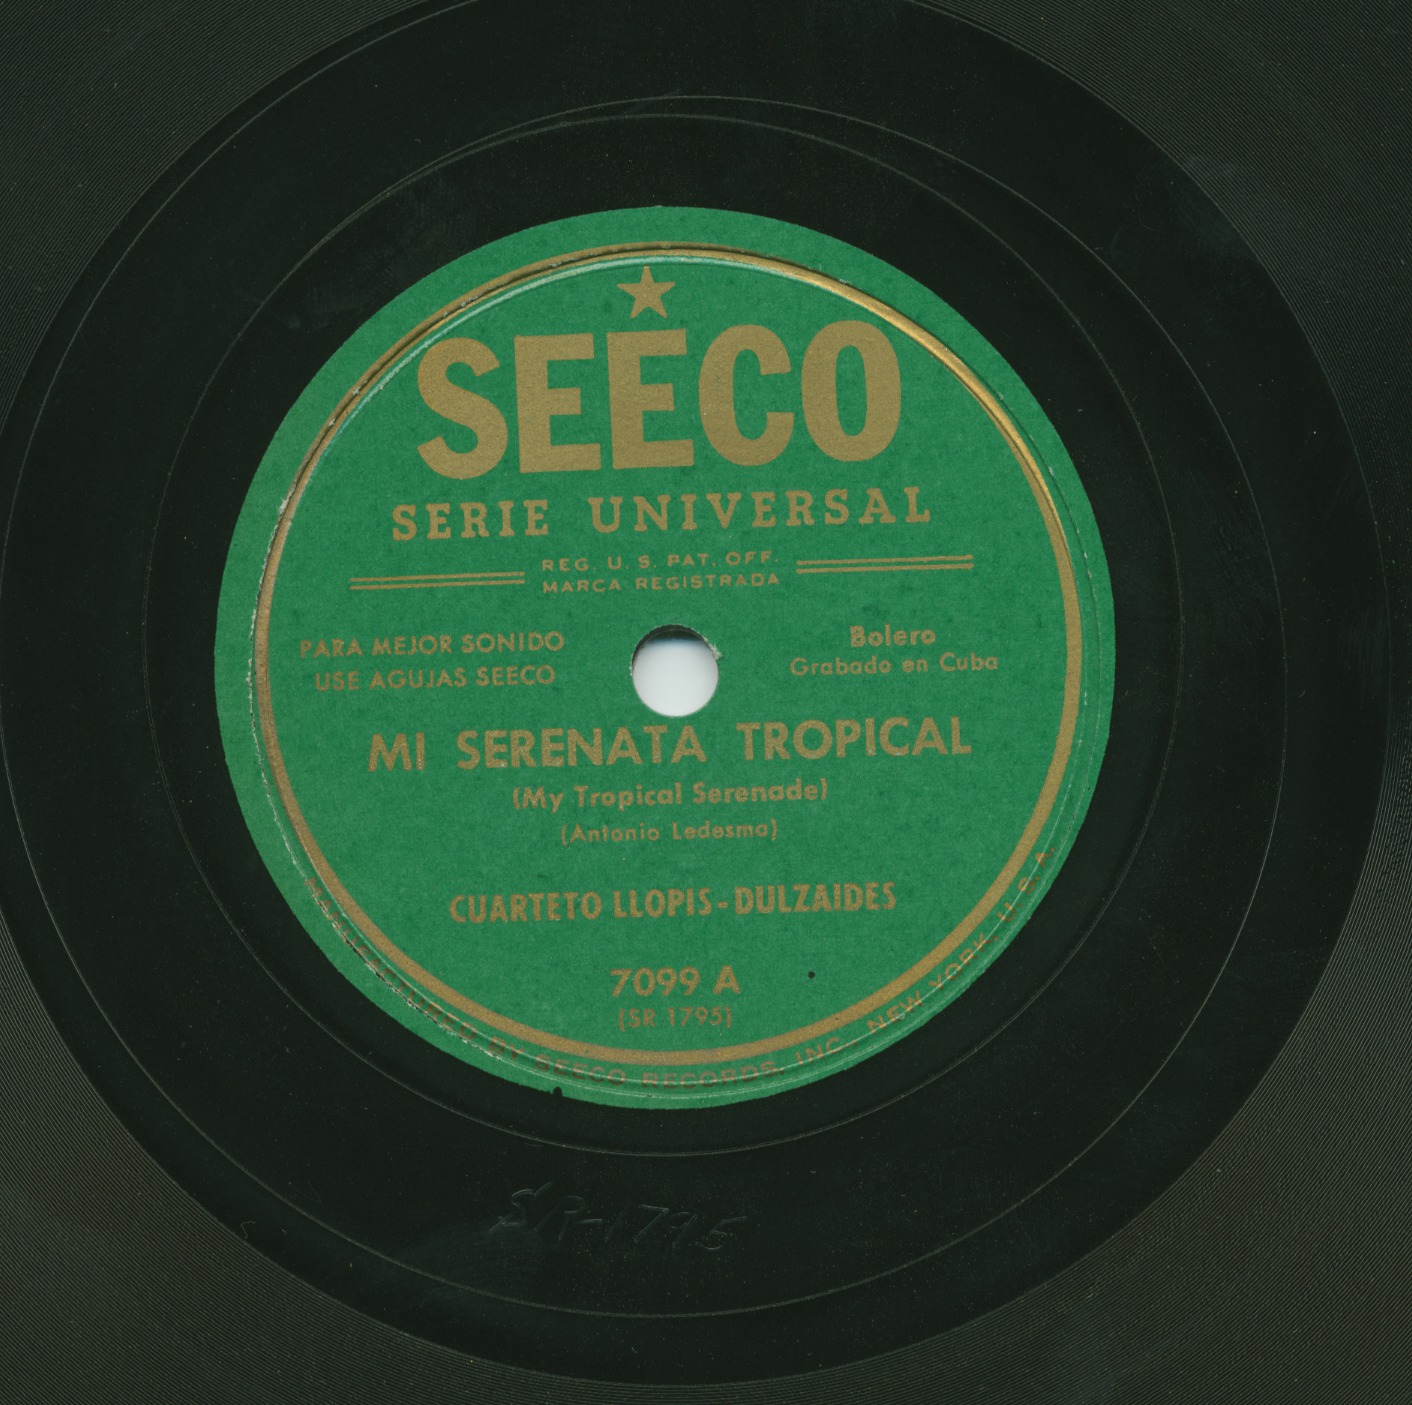 SEECO
SERIE UNIVERSAL
REG. U. S. PAT. OFF.
MARCA REGISTRADA
PARA MEJOR SONIDO
USE AGUJAS SEECO
Bolero
Grabado en Cuba
MI SERENATA TROPICAL
(My Tropical Serenade)
(Antonio Ledesma)
CUARTETO LLOPIS-DULZAIDES
7099 A
(SR 1795)
BY SEECO RECORDS, INC. NEW YORK, U.S.A.
SR-1795